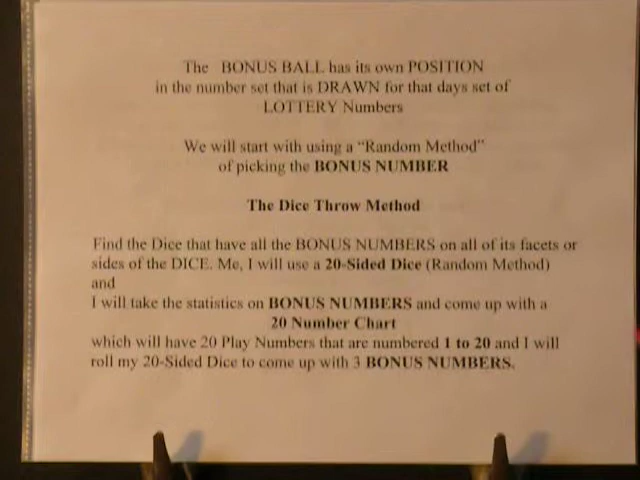 The BONUS BALL has its own POSITION
in the number set that is DRAWN for that days set of
LOTTERY Numbers
We will start with using a “Random Method”
of picking the BONUS NUMBER
The Dice Throw Method
Find the Dice that have all the BONUS NUMBERS on all of its facets or
sides of the DICE. Me, I will use a 20-Sided Dice (Random Method)
and
I will take the statistics on BONUS NUMBERS and come up with a
20 Number Chart
which will have 20 Play Numbers that are numbered 1 to 20 and I will
roll my 20-Sided Dice to come up with 3 BONUS NUMBERS.